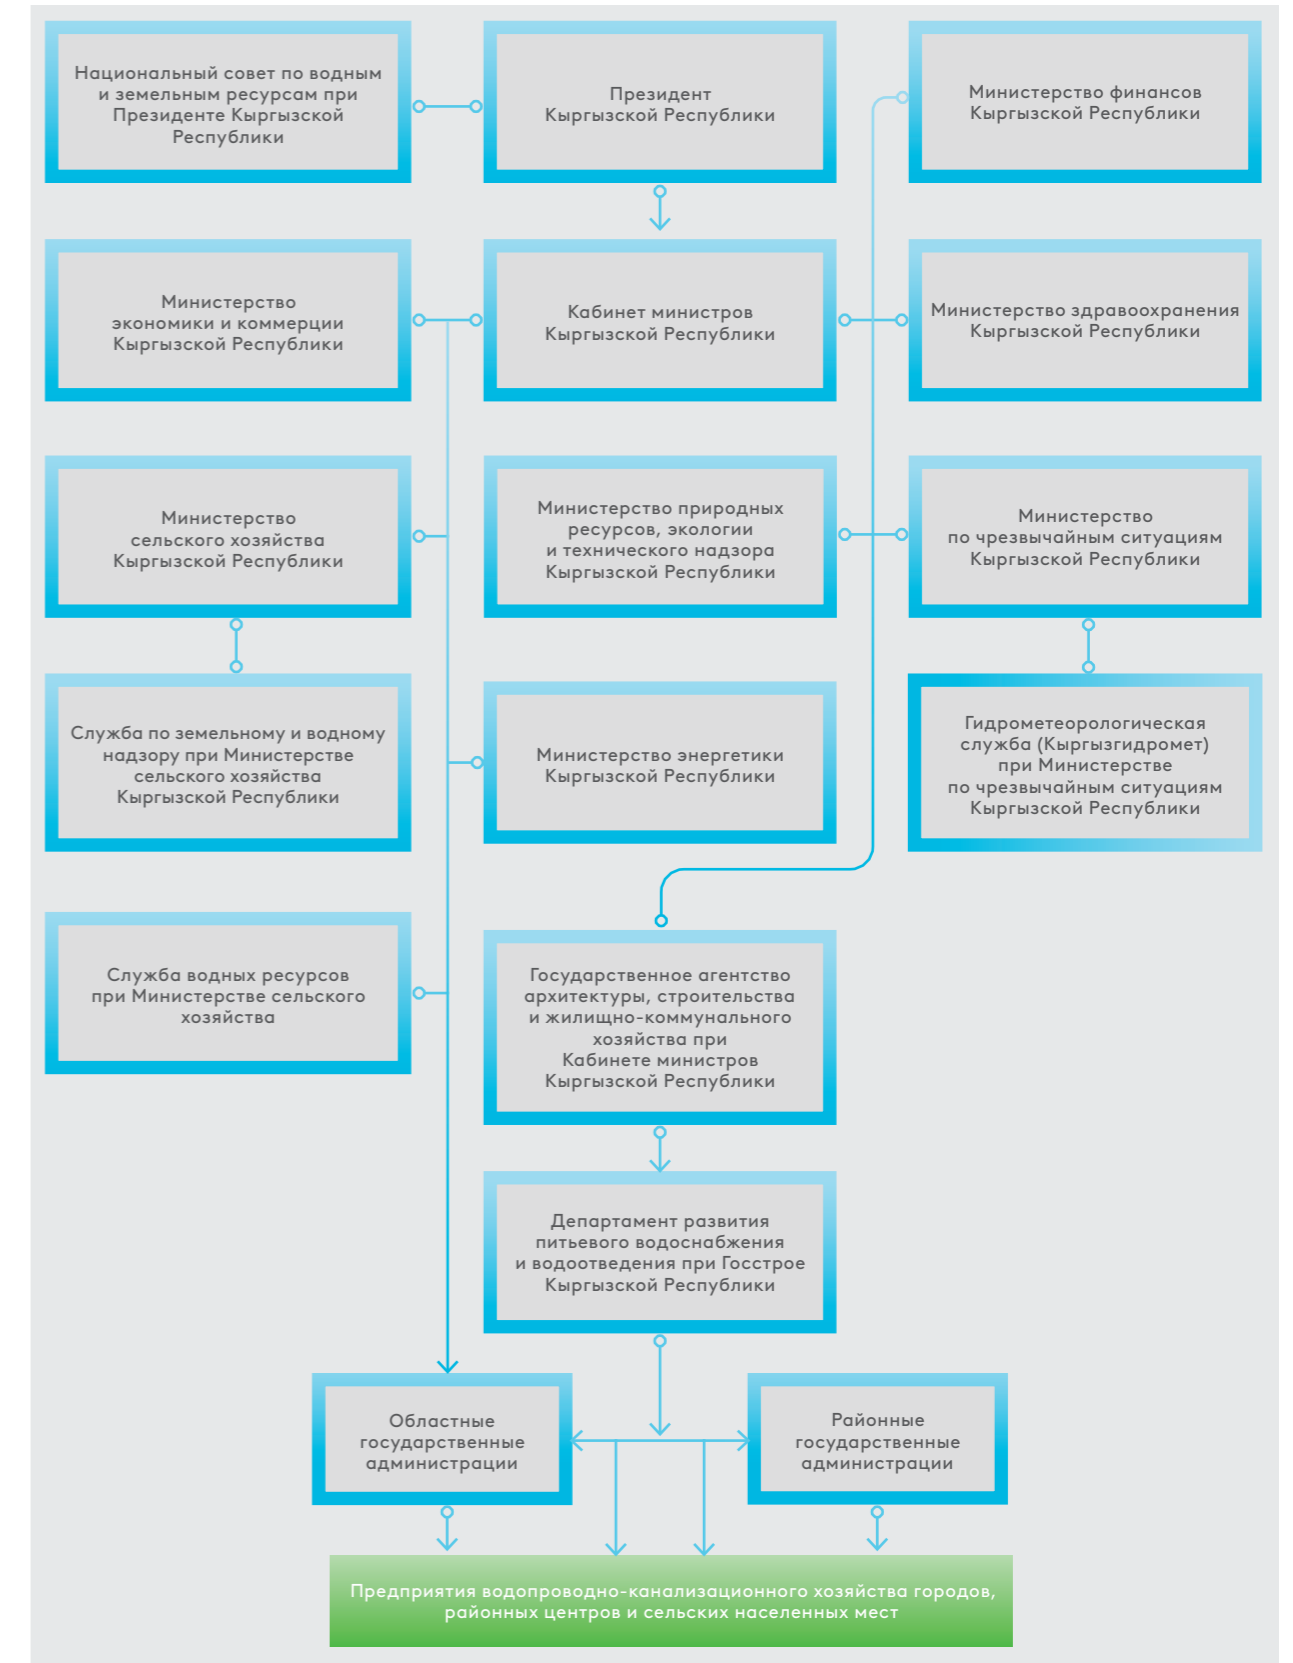 Национальный совет по водным
и земельным ресурсам при
Президенте Кыргызской
Республики
Президент
Кыргызской Республики
Министерство финансов
Кыргызской Республики
Министерство
экономики и коммерции
Кыргызской Республики
Кабинет министров
Кыргызской Республики
Министерство здравоохранения
Кыргызской Республики
Министерство
сельского хозяйства
Кыргызской Республики
Министерство природных
ресурсов, экологии
и технического надзора
Кыргызской Республики
Министерство
по чрезвычайным ситуациям
Кыргызской Республики
Служба по земельному и водному
надзору при Министерстве
сельского хозяйства
Кыргызской Республики
Министерство энергетики
Кыргызской Республики
Гидрометеорологическая
служба (Кыргызгидромет)
при Министерстве
по чрезвычайным ситуациям
Кыргызской Республики
Служба водных ресурсов
при Министерстве сельского
хозяйства
Государственное агентство
архитектуры, строительства
и жилищно-коммунального
хозяйства при
Кабинете министров
Кыргызской Республики
Департамент развития
питьевого водоснабжения
и водоотведения при Госстрое
Кыргызской Республики
Областные
государственные
администрации
Районные
государственные
администрации
Предприятия водопроводно-канализационного хозяйства городов,
районных центров и сельских населенных мест